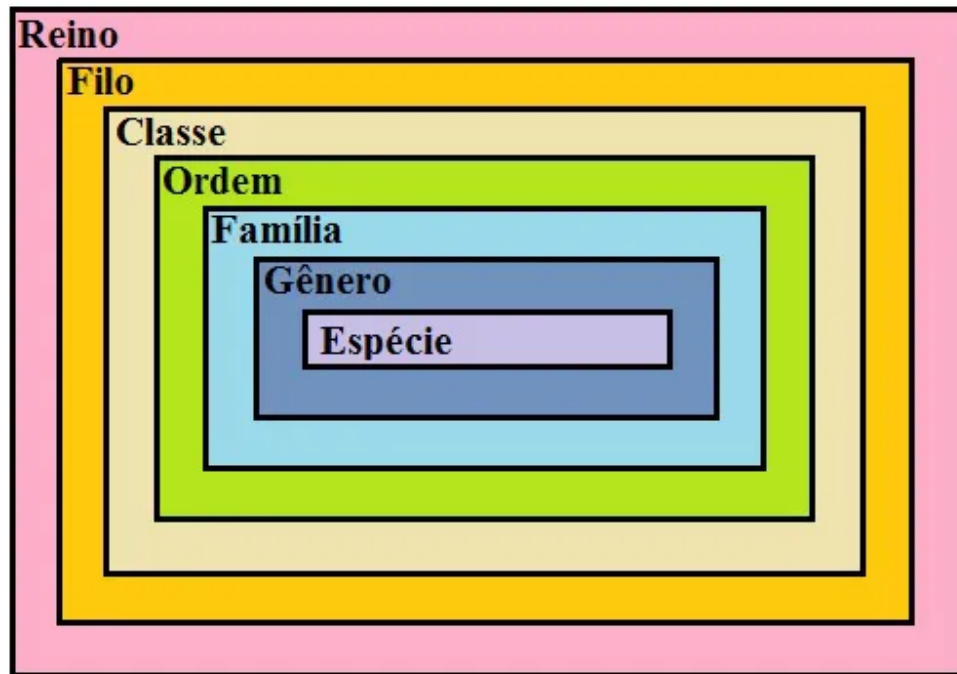 Reino
Filo
Classe
Ordem
Família
Gênero
Espécie